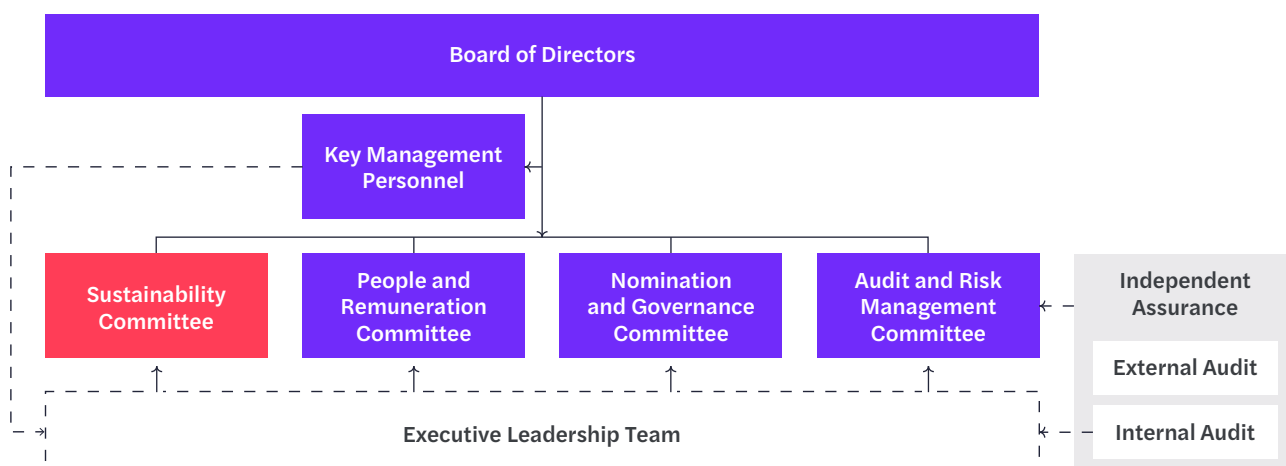 Board of Directors
Key Management
Personnel
Sustainability
Committee
People and
Remuneration
Committee
Nomination
and Governance
Committee
Audit and Risk
Management
Committee
Independent
Assurance
External Audit
Internal Audit
Executive Leadership Team